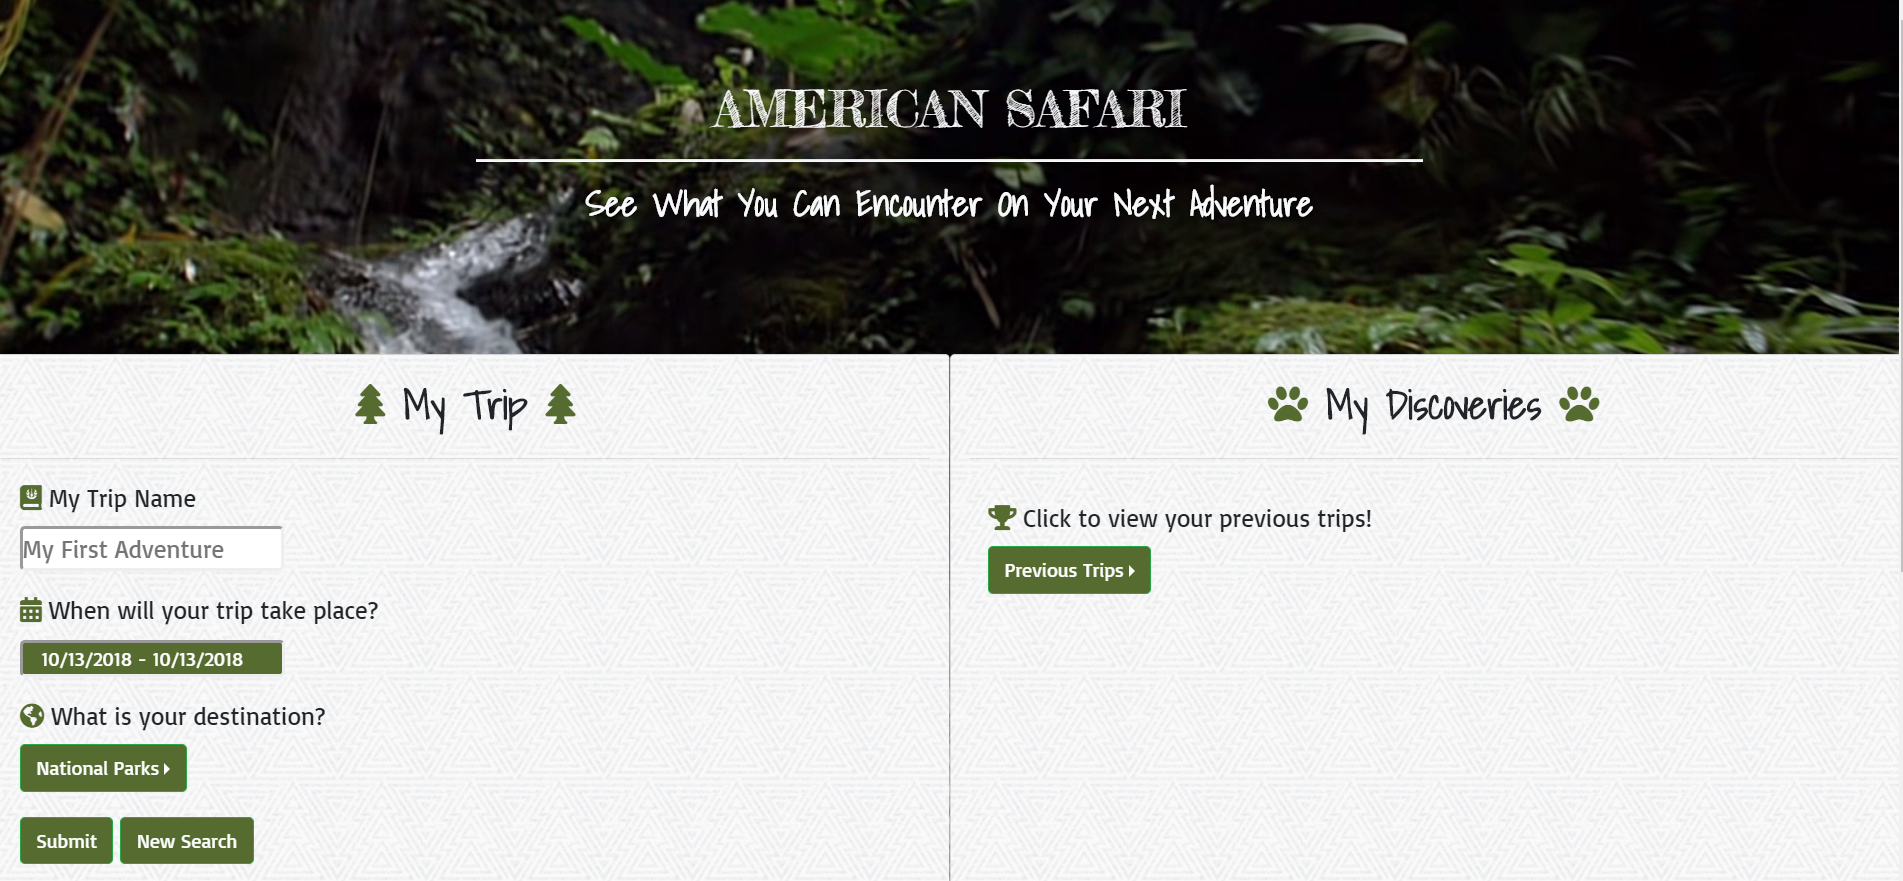 AMERICAN SAFARI
See What You Can Encounter On Your Next Adventure
My Trip
My Trip Name
My First Adventure
When will your trip take place?
10/13/2018 - 10/13/2018
What is your destination?
National Parks
Submit
New Search
My Discoveries
Click to view your previous trips!
Previous Trips